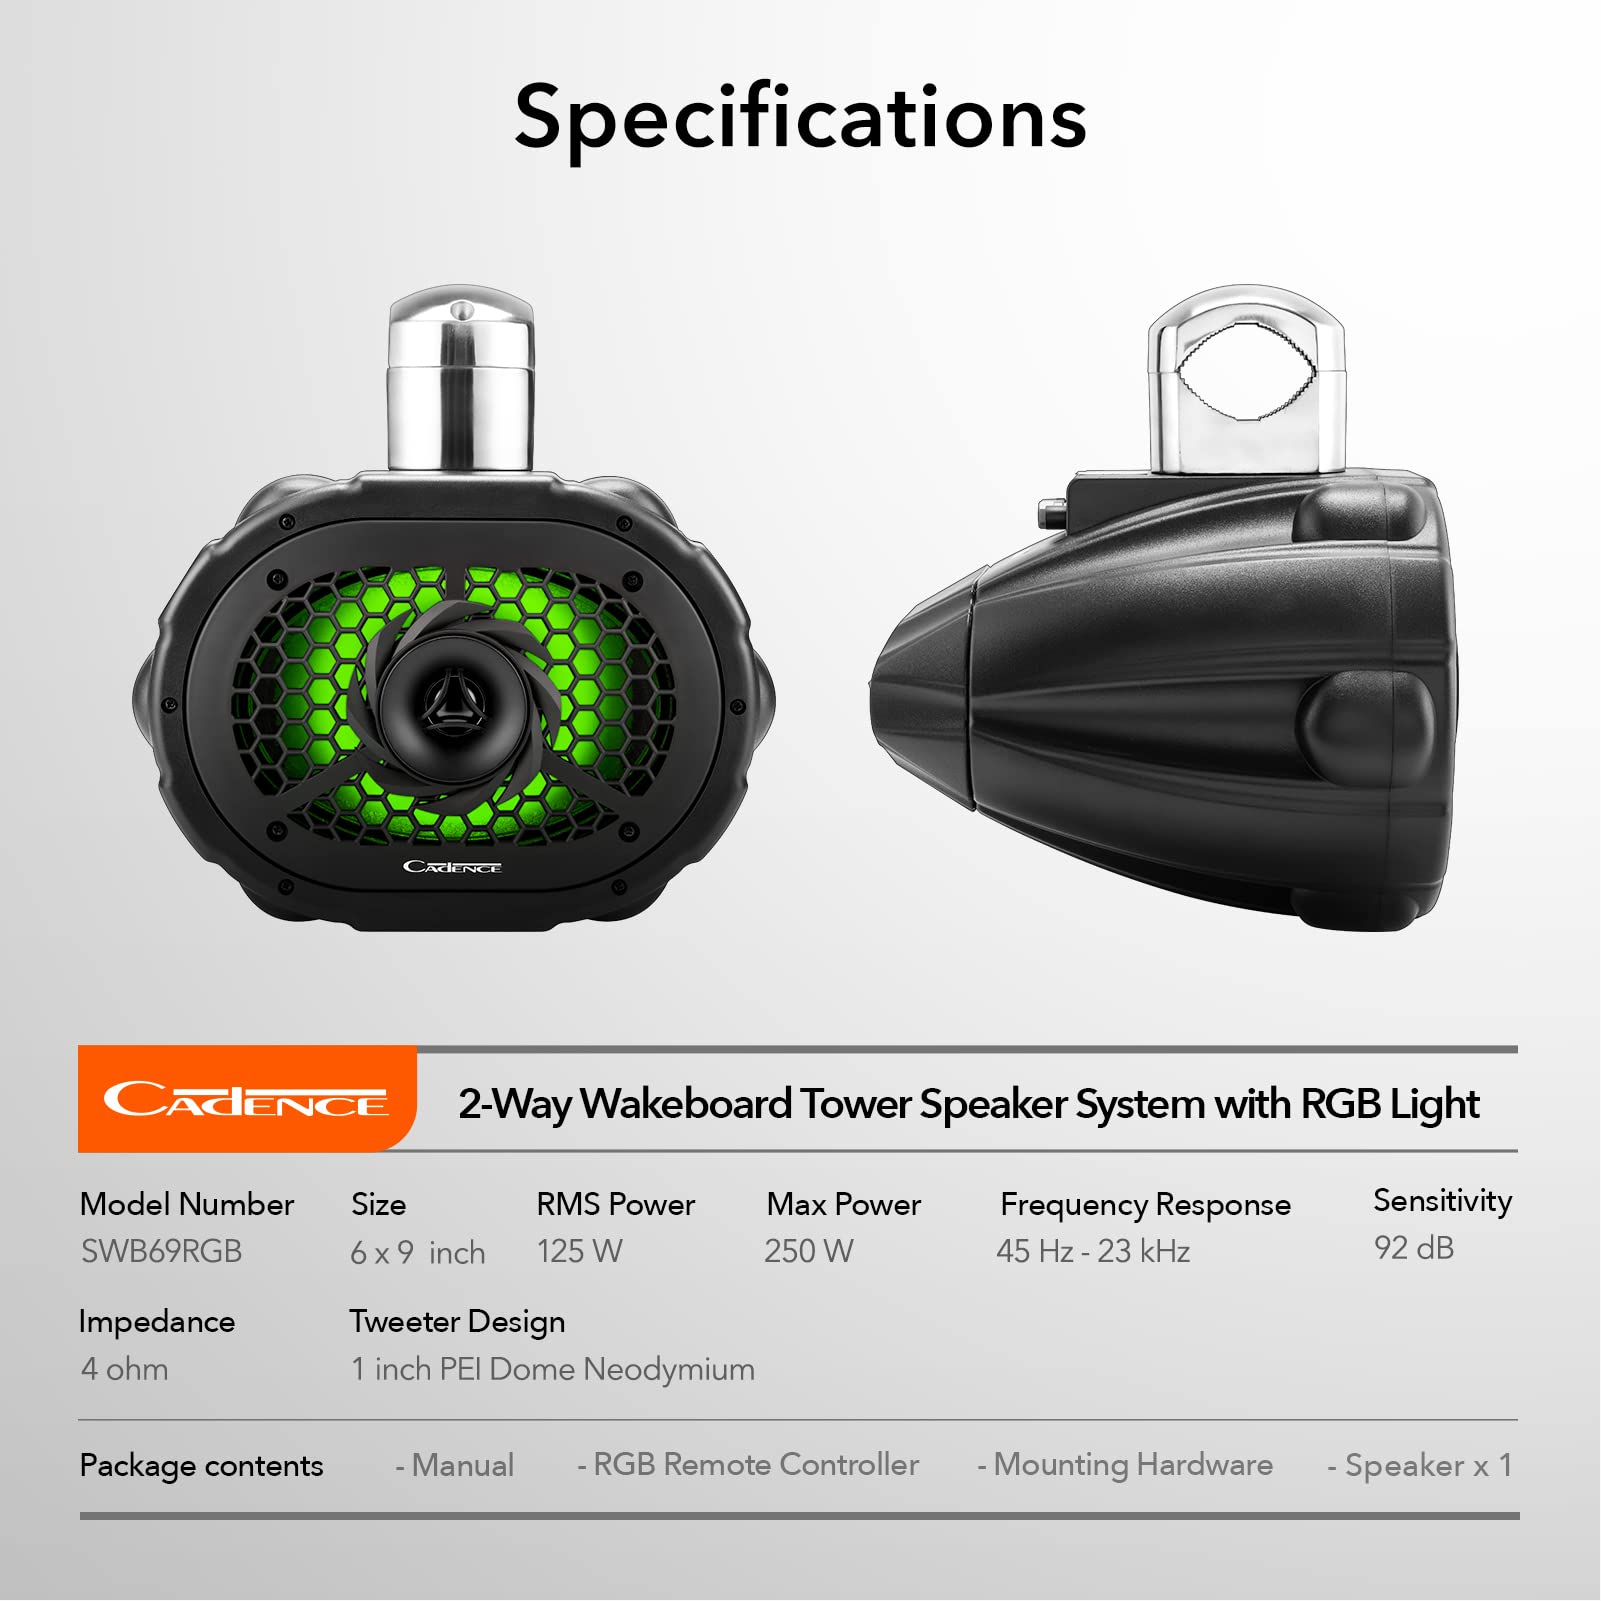 Specifications
CADENCE
CADENCE
2-Way Wakeboard Tower Speaker System with RGB Light
Model Number
SWB69RGB
Size
6 x 9 inch
RMS Power
125 W
Max Power
250 W
Frequency Response
45 Hz - 23 kHz
Sensitivity
92 dB
Impedance
4 ohm
Tweeter Design
1 inch PEI Dome Neodymium
Package contents - Manual - RGB Remote Controller - Mounting Hardware - Speaker x 1